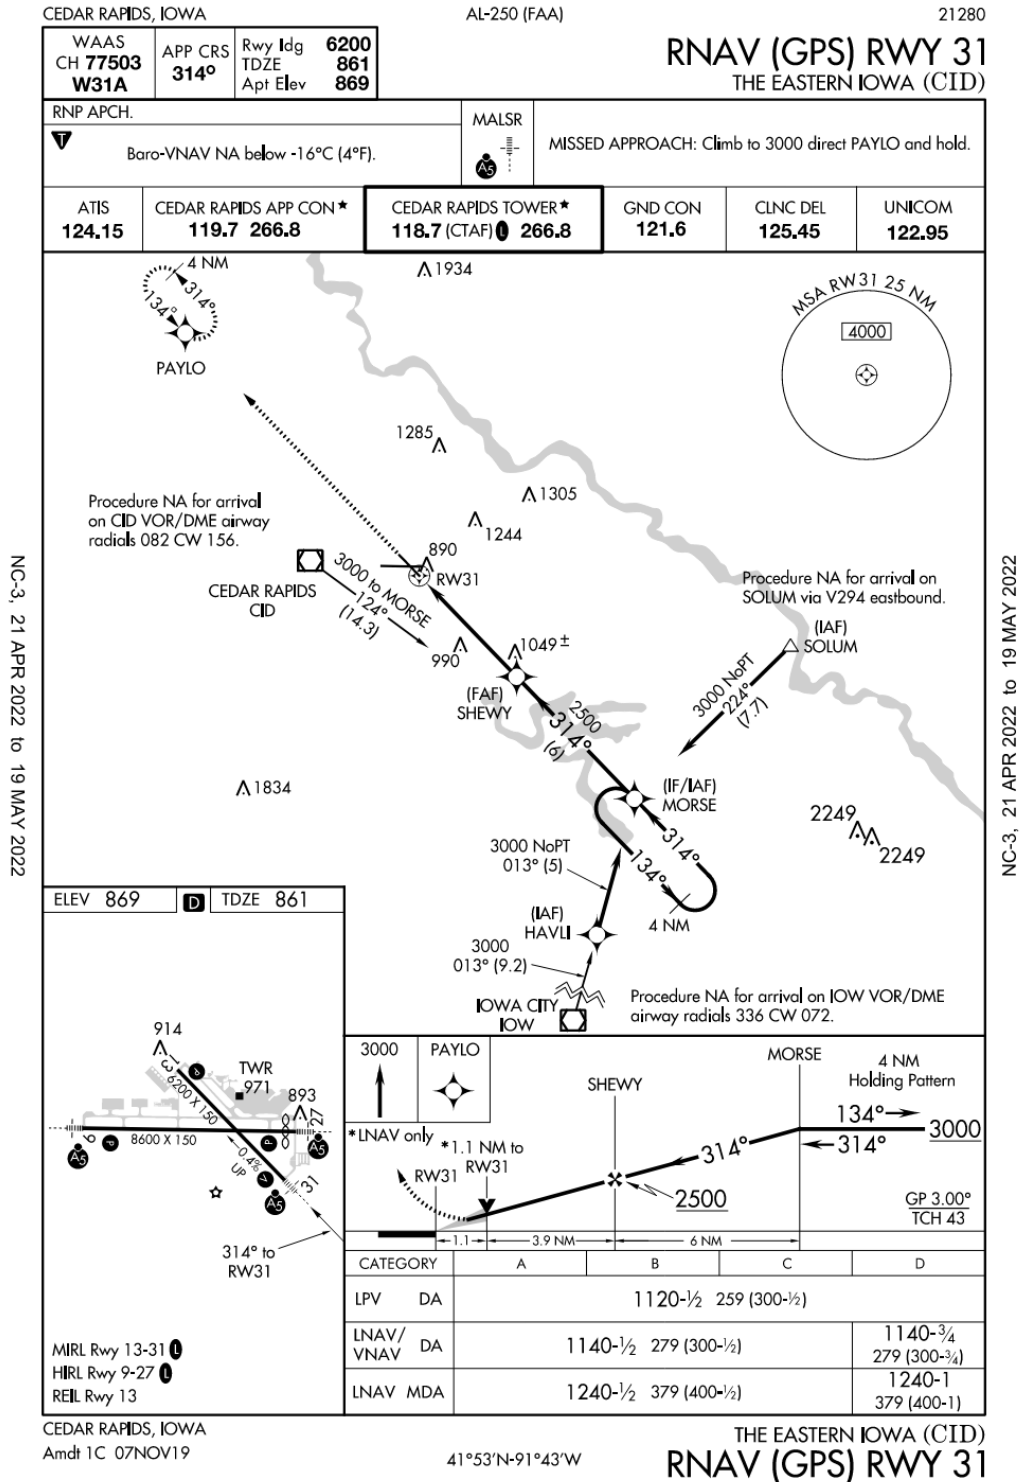 CEDAR RAPIDS, IOWA
AL-250 (FAA)
21280
WAAS
CH 77503
W31A
APP CRS
314°
Rwy ldg 6200
TDZE 861
Apt Elev 869
RNAV (GPS) RWY 31
THE EASTERN IOWA (CID)
RNP APCH.
T
Baro-VNAV NA below -16°C (4°F).
MALSR
A5
MISSED APPROACH: Climb to 3000 direct PAYLO and hold.
ATIS
124.15
CEDAR RAPIDS APP CON★
119.7 266.8
CEDAR RAPIDS TOWER★
118.7 (CTAF) L 266.8
GND CON
121.6
CLNC DEL
125.45
UNICOM
122.95
4 NM
314°
134°
PAYLO
1934
MSA RW31 25 NM
4000
1285
1305
1244
Procedure NA for arrival
on CID VOR/DME airway
radials 082 CW 156.
890
RW31
CEDAR RAPIDS
CID
3000 to MORSE
124°
(14.3)
990
1049±
Procedure NA for arrival on
SOLUM via V294 eastbound.
(IAF)
SOLUM
3000 NoPT
224°
(7.7)
(FAF)
SHEWY
2500
314°
(6)
(IF/IAF)
MORSE
1834
2249
2249
3000 NoPT
013° (5)
314°
134°
4 NM
(IAF)
HAVLI
3000
013° (9.2)
IOWA CITY
IOW
Procedure NA for arrival on IOW VOR/DME
airway radials 336 CW 072.
NC-3, 21 APR 2022 to 19 MAY 2022
NC-3, 21 APR 2022 to 19 MAY 2022
ELEV 869
D
TDZE 861
914
13
P
TWR
971
6200 X 150
893
27
9
A5
P
8600 X 150
P
A5
0.4%
UP
V
A5
31
314° to
RW31
MIRL Rwy 13-31 L
HIRL Rwy 9-27 L
REIL Rwy 13
3000
PAYLO
*LNAV only
*1.1 NM to
RW31
RW31
SHEWY
MORSE
4 NM
Holding Pattern
134°
314°
3000
314°
2500
GP 3.00°
TCH 43
1.1
3.9 NM
6 NM
CATEGORY A B C D
LPV DA 1120-½ 259 (300-½)
LNAV/
VNAV DA 1140-½ 279 (300-½)
1140-¾
279 (300-¾)
LNAV MDA 1240-½ 379 (400-½)
1240-1
379 (400-1)
CEDAR RAPIDS, IOWA
Amdt 1C 07NOV19
41°53'N-91°43'W
THE EASTERN IOWA (CID)
RNAV (GPS) RWY 31